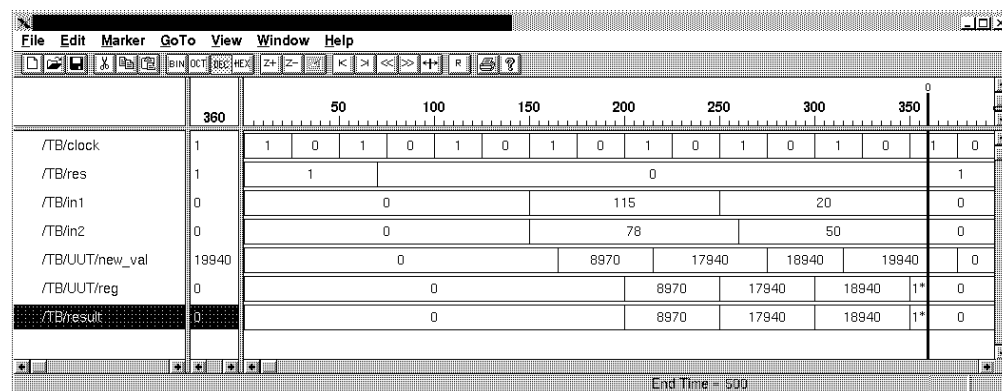 File Edit Marker GoTo View Window Help
BIN OCT DEC HEX Z+ Z- R ?
0
360 50 100 150 200 250 300 350
/TB/clock 1 1 0 1 0 1 0 1 0 1 0 1 0 1 0 1 0
/TB/res 1 1 0 1
/TB/in1 0 0 115 20 0
/TB/in2 0 0 78 50 0
/TB/UUT/new_val 19940 0 8970 17940 18940 19940 0
/TB/UUT/reg 0 0 8970 17940 18940 1* 0
/TB/result 0 0 8970 17940 18940 1* 0
End Time = 500